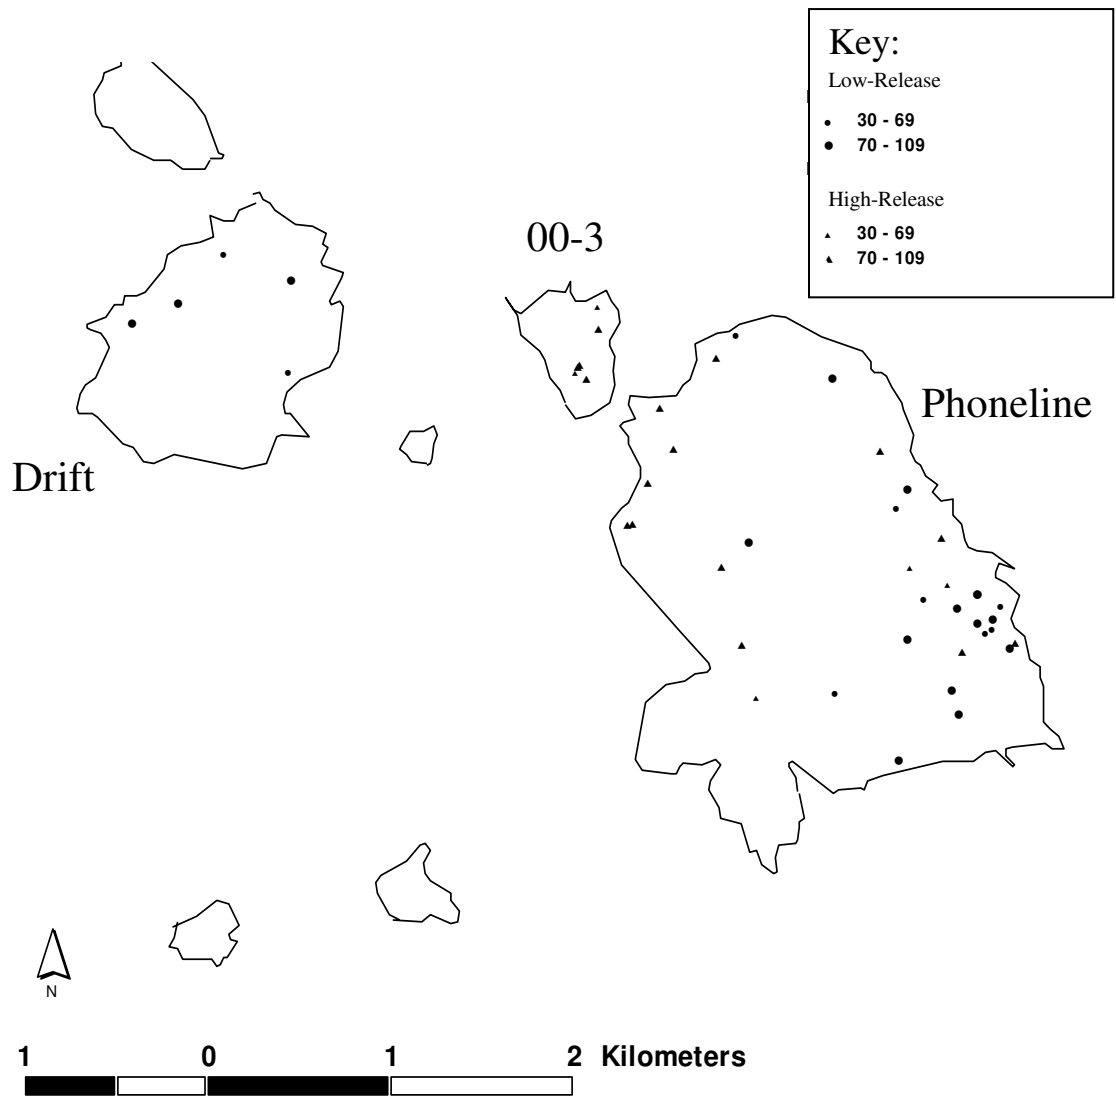 Key:
Low-Release
30 - 69
70 - 109
High-Release
30 - 69
70 - 109
00-3
Phoneline
Drift
N
1 0 1 2 Kilometers